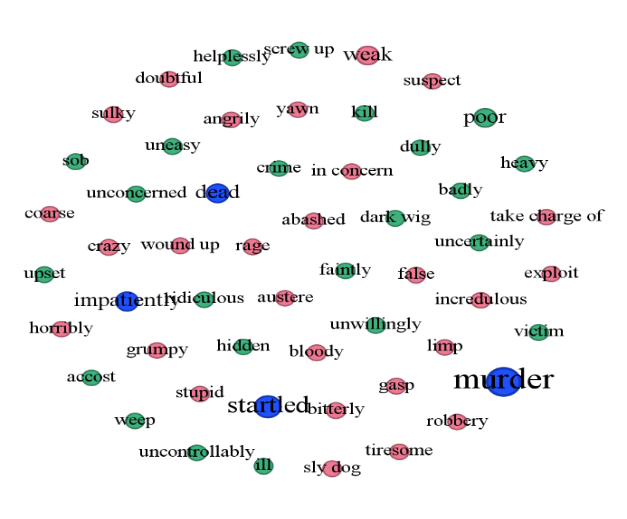 screw up
helplessly
weak
doubtful
suspect
sulky
angrily
yawn
kill
poor
uneasy
dully
sob
crime
in concern
heavy
unconcerned
dead
badly
coarse
abashed
dark wig
take charge of
crazy
wound up
rage
uncertainly
upset
faintly
false
exploit
impatiently
ridiculous
austere
incredulous
horribly
unwillingly
victim
grumpy
hidden
bloody
limp
accost
stupid
gasp
murder
weep
startled
bitterly
robbery
uncontrollably
ill
sly dog
tiresome